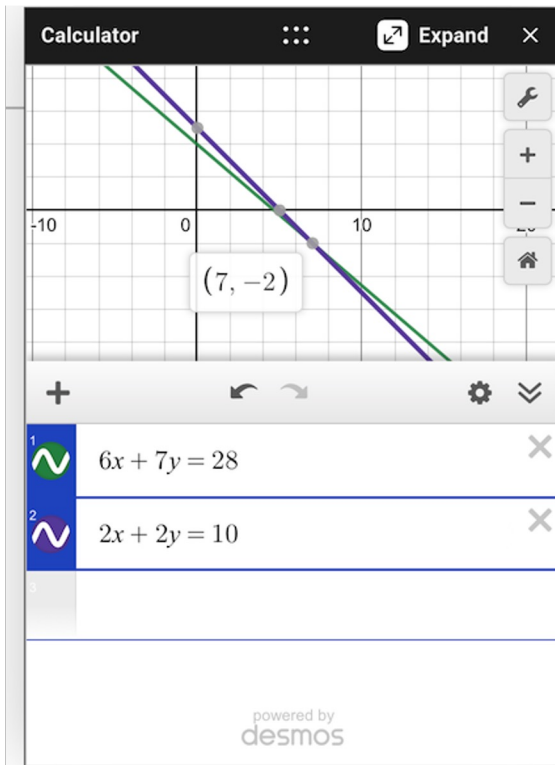 Calculator
Expand
-10
0
10
(7, −2)
1
6x + 7y = 28
2
2x + 2y = 10
3
powered by
desmos